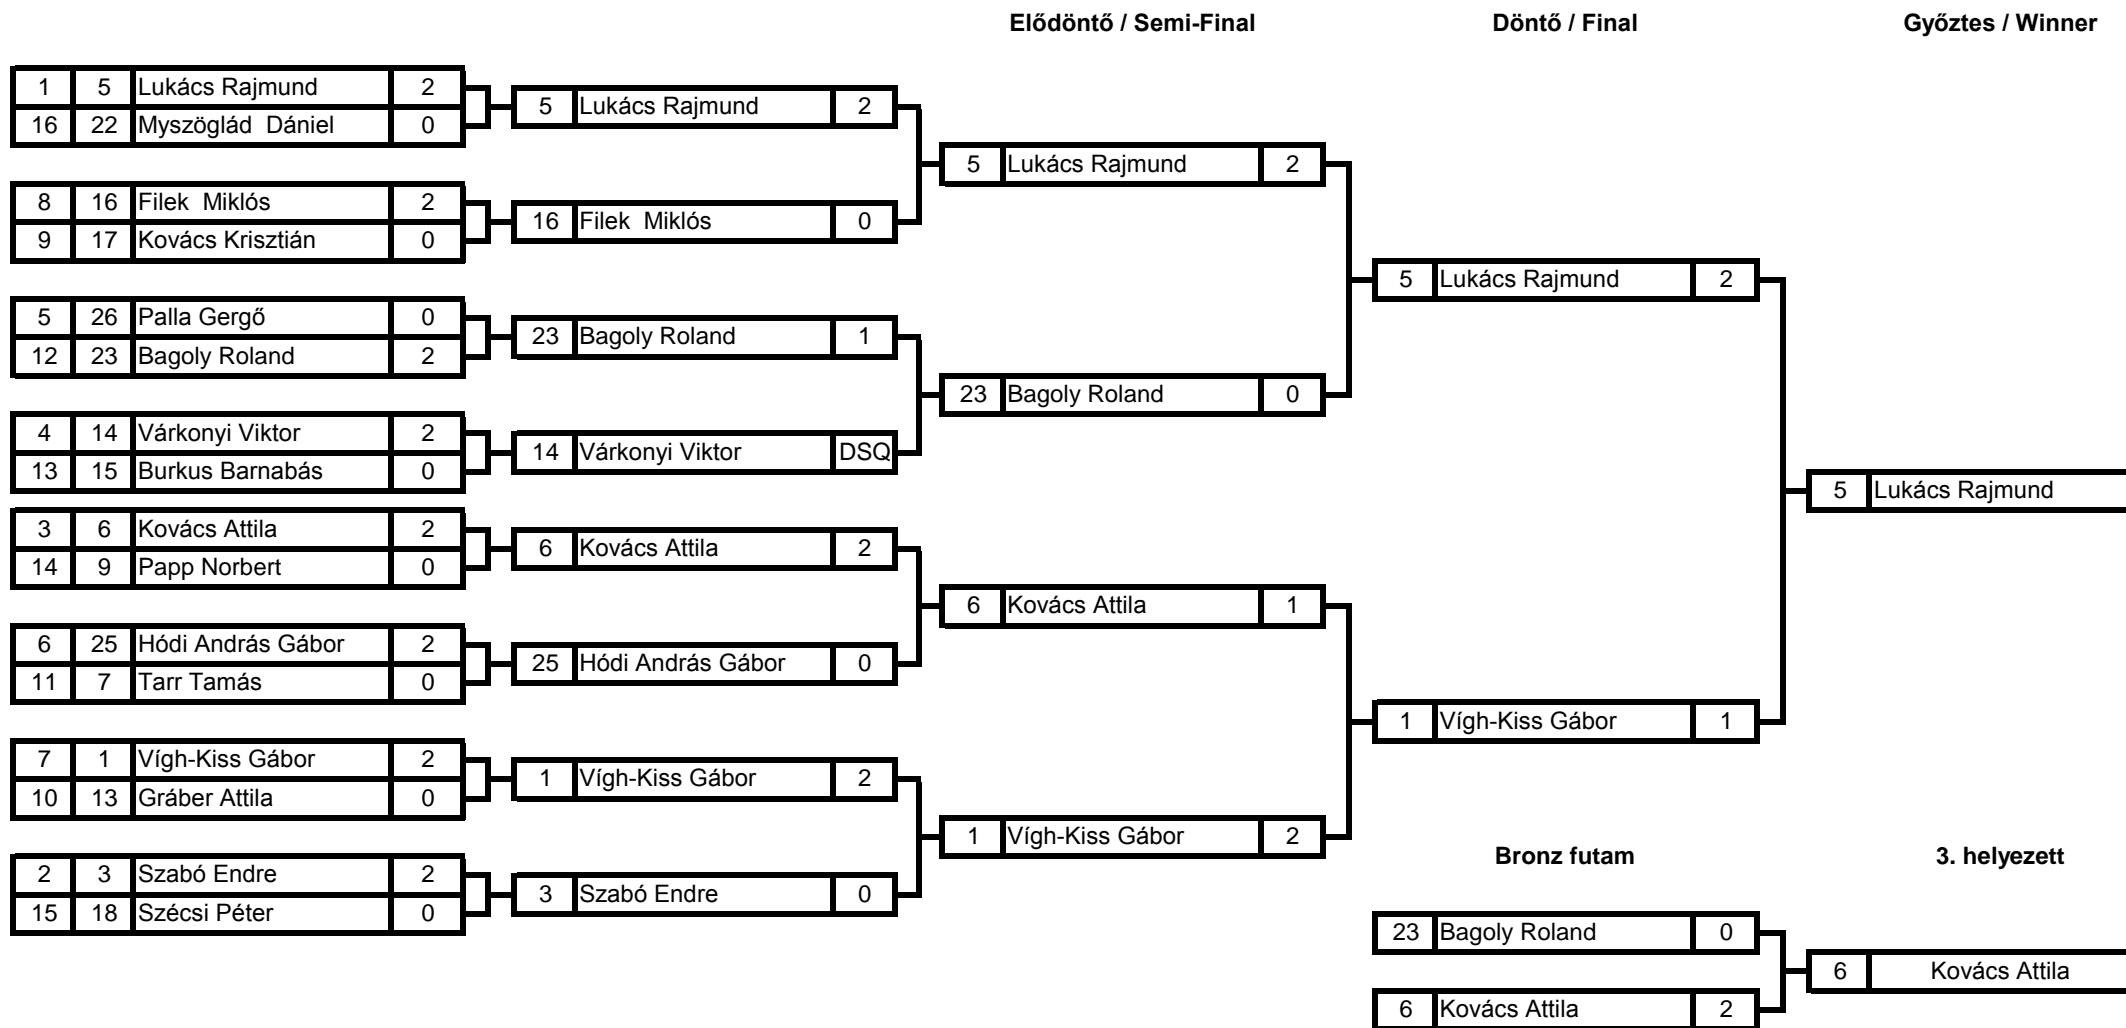 Elődöntő / Semi-Final Döntő / Final Győztes / Winner
1 5 Lukács Rajmund 2
16 22 Myszöglád  Dániel 0
5 Lukács Rajmund 2
5 Lukács Rajmund 2
8 16 Filek  Miklós 2
9 17 Kovács Krisztián 0
16 Filek  Miklós 0
5 Lukács Rajmund 2
5 26 Palla Gergő 0
12 23 Bagoly Roland 2
23 Bagoly Roland 1
23 Bagoly Roland 0
4 14 Várkonyi Viktor 2
13 15 Burkus Barnabás 0
14 Várkonyi Viktor DSQ
5 Lukács Rajmund
3 6 Kovács Attila 2
14 9 Papp Norbert 0
6 Kovács Attila 2
6 Kovács Attila 1
6 25 Hódi András Gábor 2
11 7 Tarr Tamás 0
25 Hódi András Gábor 0
1 Vígh-Kiss Gábor 1
7 1 Vígh-Kiss Gábor 2
10 13 Gráber Attila 0
1 Vígh-Kiss Gábor 2
1 Vígh-Kiss Gábor 2
2 3 Szabó Endre 2
15 18 Szécsi Péter 0
3 Szabó Endre 0
Bronz futam 3. helyezett
23 Bagoly Roland 0
6 Kovács Attila
6 Kovács Attila 2